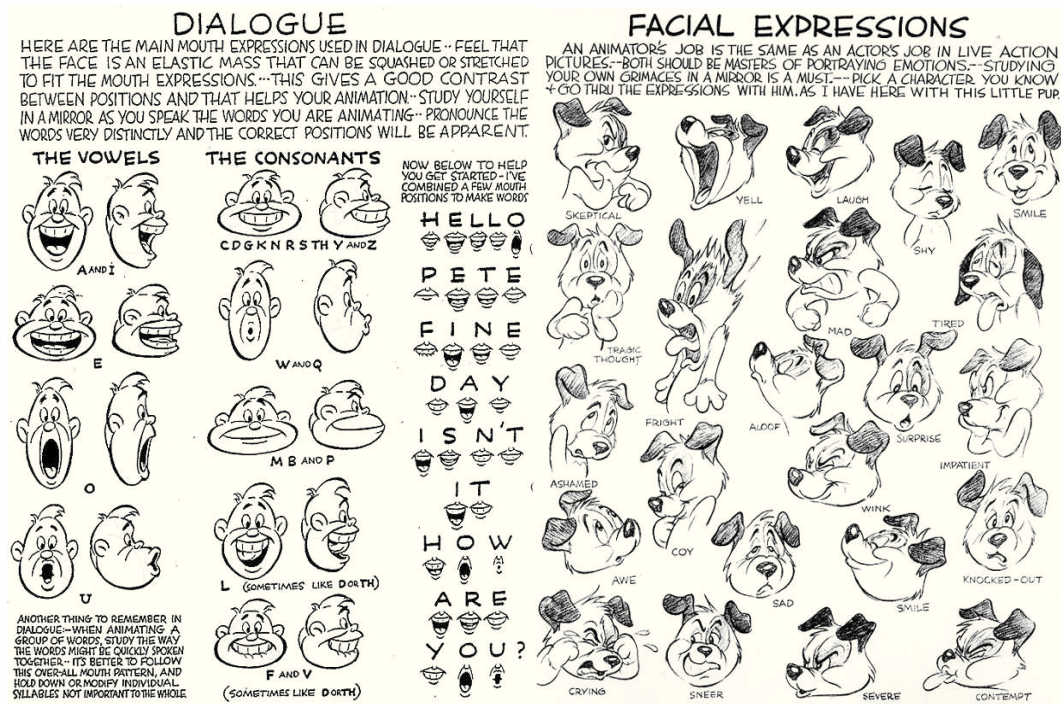 DIALOGUE
HERE ARE THE MAIN MOUTH EXPRESSIONS USED IN DIALOGUE·· FEEL THAT
THE FACE IS AN ELASTIC MASS THAT CAN BE SQUASHED OR STRETCHED
TO FIT THE MOUTH EXPRESSIONS.···THIS GIVES A GOOD CONTRAST
BETWEEN POSITIONS AND THAT HELPS YOUR ANIMATION.·· STUDY YOURSELF
IN A MIRROR AS YOU SPEAK THE WORDS YOU ARE ANIMATING·· PRONOUNCE THE
WORDS VERY DISTINCTLY AND THE CORRECT POSITIONS WILL BE APPARENT.
THE VOWELS
A AND I
E
O
U
ANOTHER THING TO REMEMBER IN
DIALOGUE:—WHEN ANIMATING A
GROUP OF WORDS, STUDY THE WAY
THE WORDS MIGHT BE QUICKLY SPOKEN
TOGETHER·· IT'S BETTER TO FOLLOW
THIS OVER-ALL MOUTH PATTERN, AND
HOLD DOWN OR MODIFY INDIVIDUAL
SYLLABLES NOT IMPORTANT TO THE WHOLE.
THE CONSONANTS
C D G K N R S TH Y AND Z
W AND Q
M B AND P
L (SOMETIMES LIKE D OR TH)
F AND V
(SOMETIMES LIKE D OR TH)
NOW BELOW TO HELP
YOU GET STARTED - I'VE
COMBINED A FEW MOUTH
POSITIONS TO MAKE WORDS
HELLO
PETE
FINE
DAY
ISN'T
IT
HOW
ARE
YOU?
FACIAL EXPRESSIONS
AN ANIMATOR'S JOB IS THE SAME AS AN ACTOR'S JOB IN LIVE ACTION
PICTURES.--BOTH SHOULD BE MASTERS OF PORTRAYING EMOTIONS.--STUDYING
YOUR OWN GRIMACES IN A MIRROR IS A MUST.-- PICK A CHARACTER YOU KNOW
+ GO THRU THE EXPRESSIONS WITH HIM. AS I HAVE HERE WITH THIS LITTLE PUP.
SKEPTICAL
YELL
LAUGH
SHY
SMILE
TRAGIC
THOUGHT
FRIGHT
MAD
TIRED
ALOOF
SURPRISE
IMPATIENT
ASHAMED
COY
WINK
AWE
SAD
SMILE
KNOCKED-OUT
CRYING
SNEER
SEVERE
CONTEMPT